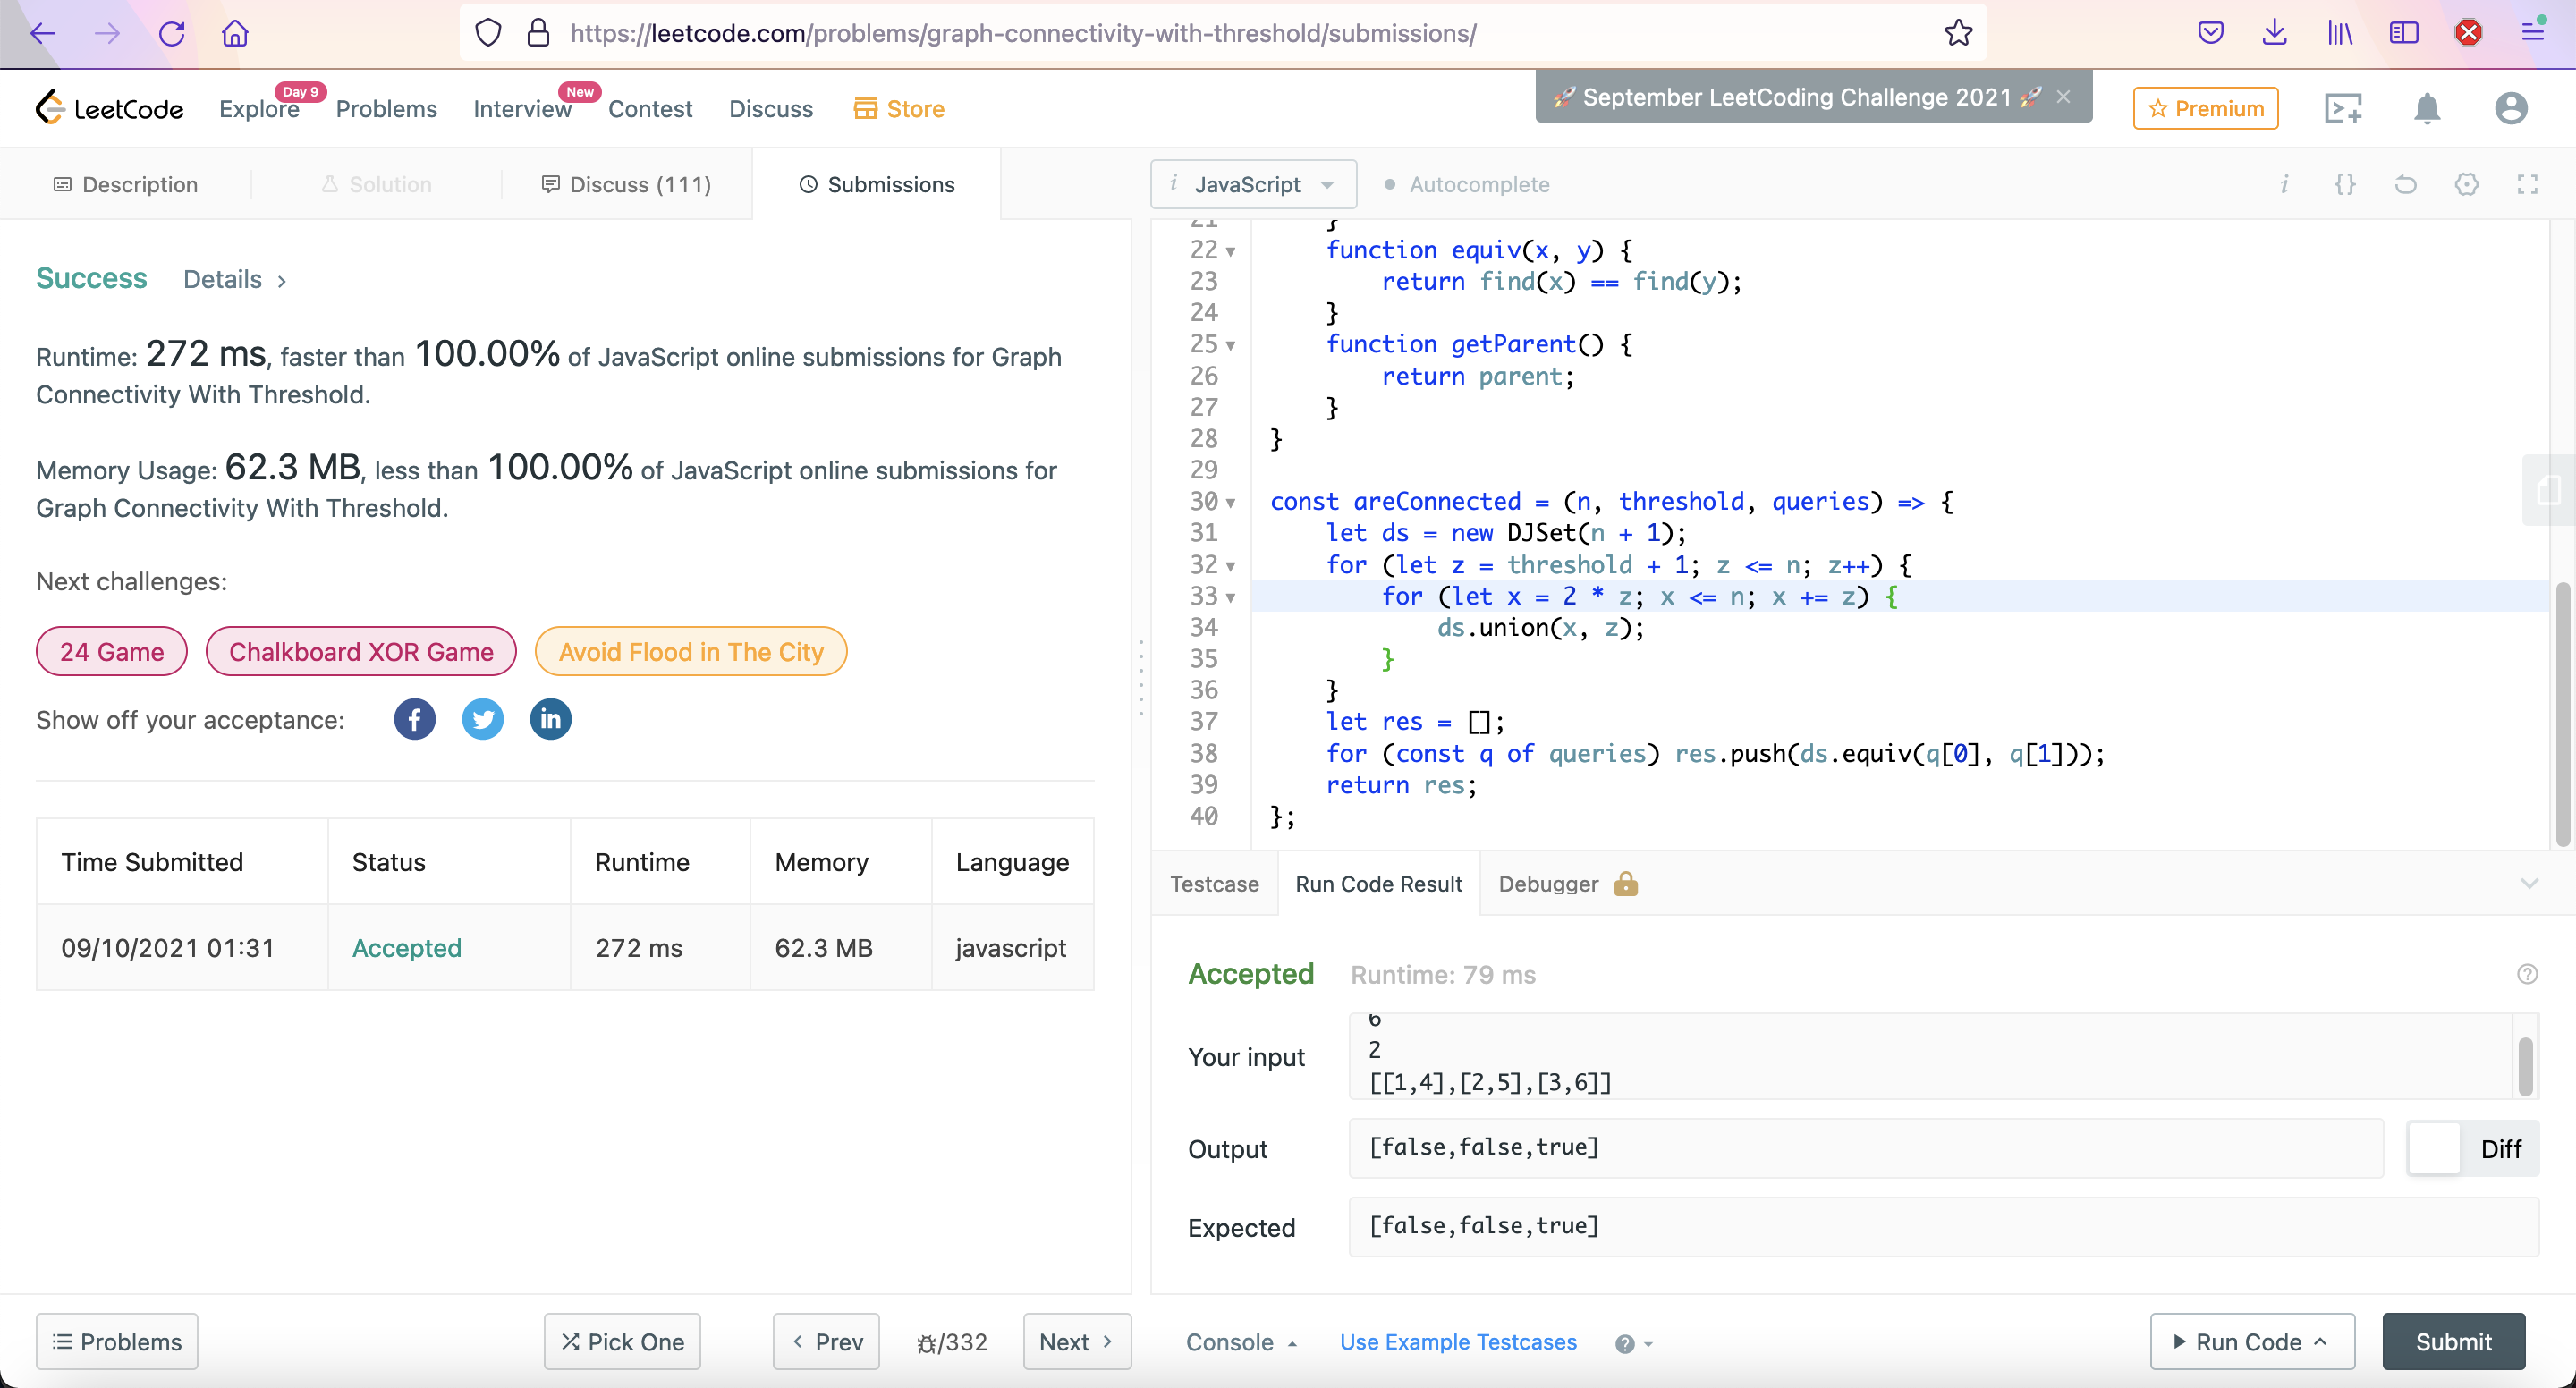 https://leetcode.com/problems/graph-connectivity-with-threshold/submissions/
LeetCode
Explore
Day 9
Problems
Interview
New
Contest
Discuss
Store
🚀 September LeetCoding Challenge 2021 🚀 ×
Premium
Description
Solution
Discuss (111)
Submissions
Success Details >
Runtime: 272 ms, faster than 100.00% of JavaScript online submissions for Graph
Connectivity With Threshold.
Memory Usage: 62.3 MB, less than 100.00% of JavaScript online submissions for
Graph Connectivity With Threshold.
Next challenges:
24 Game
Chalkboard XOR Game
Avoid Flood in The City
Show off your acceptance:
Time Submitted Status Runtime Memory Language
09/10/2021 01:31 Accepted 272 ms 62.3 MB javascript
Problems
Pick One
< Prev
/332
Next >
i JavaScript
Autocomplete
21 }
22 function equiv(x, y) {
23 return find(x) == find(y);
24 }
25 function getParent() {
26 return parent;
27 }
28 }
29
30 const areConnected = (n, threshold, queries) => {
31 let ds = new DJSet(n + 1);
32 for (let z = threshold + 1; z <= n; z++) {
33 for (let x = 2 * z; x <= n; x += z) {
34 ds.union(x, z);
35 }
36 }
37 let res = [];
38 for (const q of queries) res.push(ds.equiv(q[0], q[1]));
39 return res;
40 };
Testcase
Run Code Result
Debugger
Accepted Runtime: 79 ms
Your input
6
2
[[1,4],[2,5],[3,6]]
Output
[false,false,true]
Diff
Expected
[false,false,true]
Console
Use Example Testcases
Run Code
Submit